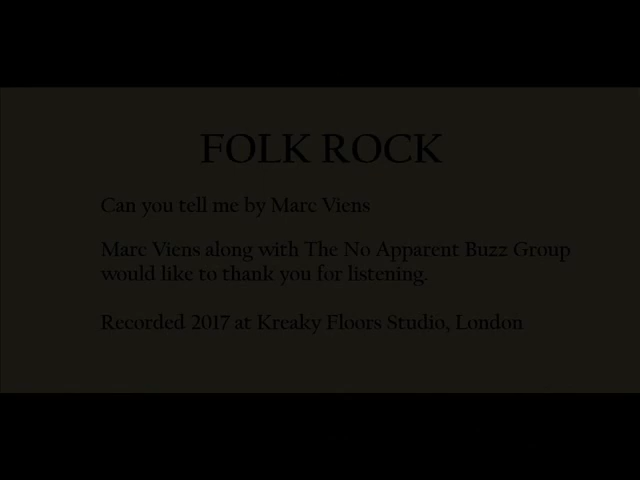 FOLK ROCK
Can you tell me by Marc Viens
Marc Viens along with The No Apparent Buzz Group
would like to thank you for listening.
Recorded 2017 at Kreaky Floors Studio, London